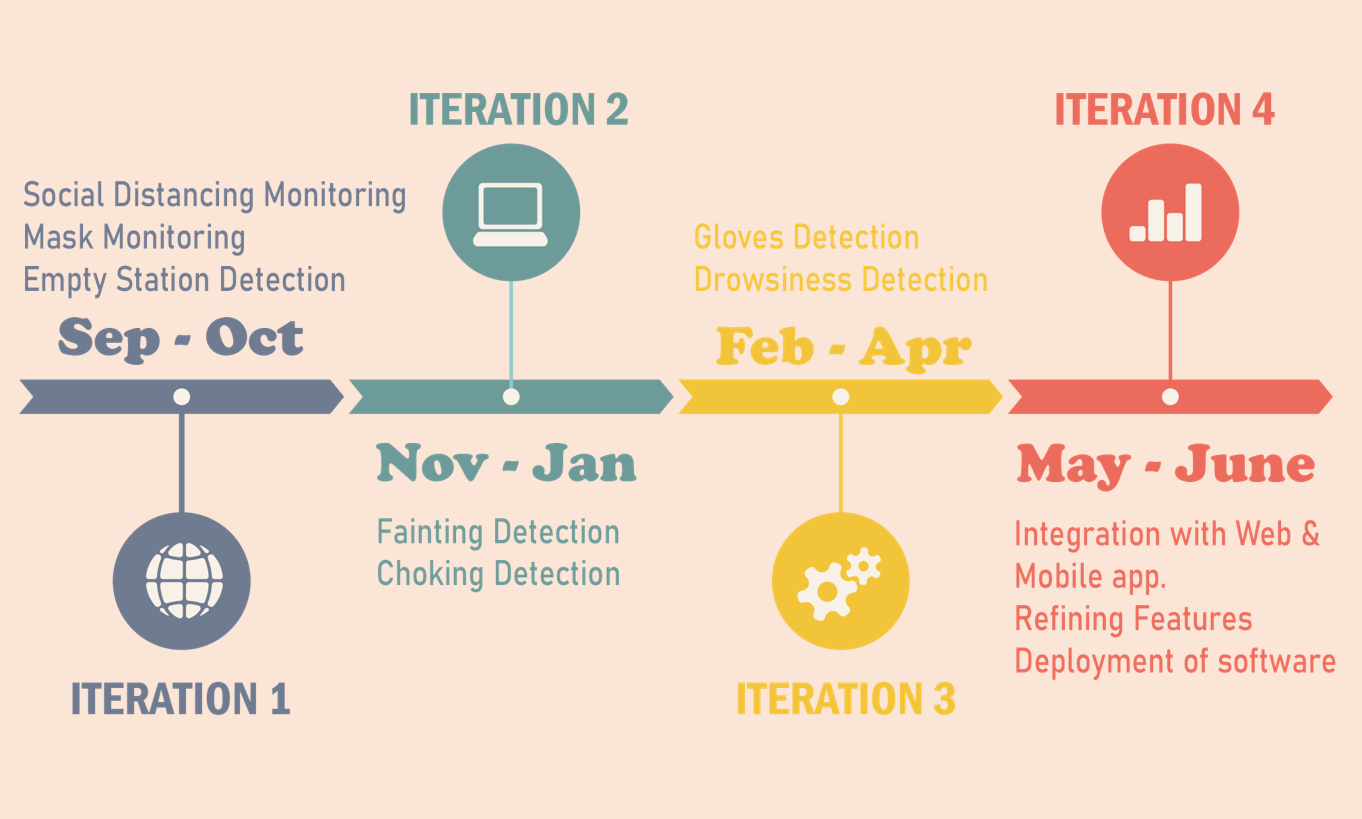 Social Distancing Monitoring
Mask Monitoring
Empty Station Detection
Sep - Oct
ITERATION 1
ITERATION 2
Nov - Jan
Fainting Detection
Choking Detection
Gloves Detection
Drowsiness Detection
Feb - Apr
ITERATION 3
ITERATION 4
May - June
Integration with Web &
Mobile app.
Refining Features
Deployment of software